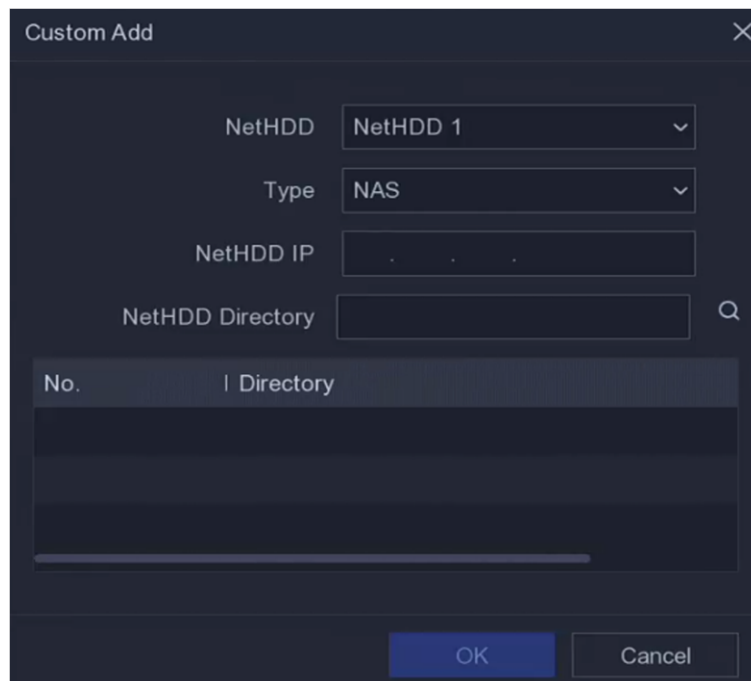 Custom Add
NetHDD NetHDD 1
Type NAS
NetHDD IP . . .
NetHDD Directory
No. Directory
OK Cancel